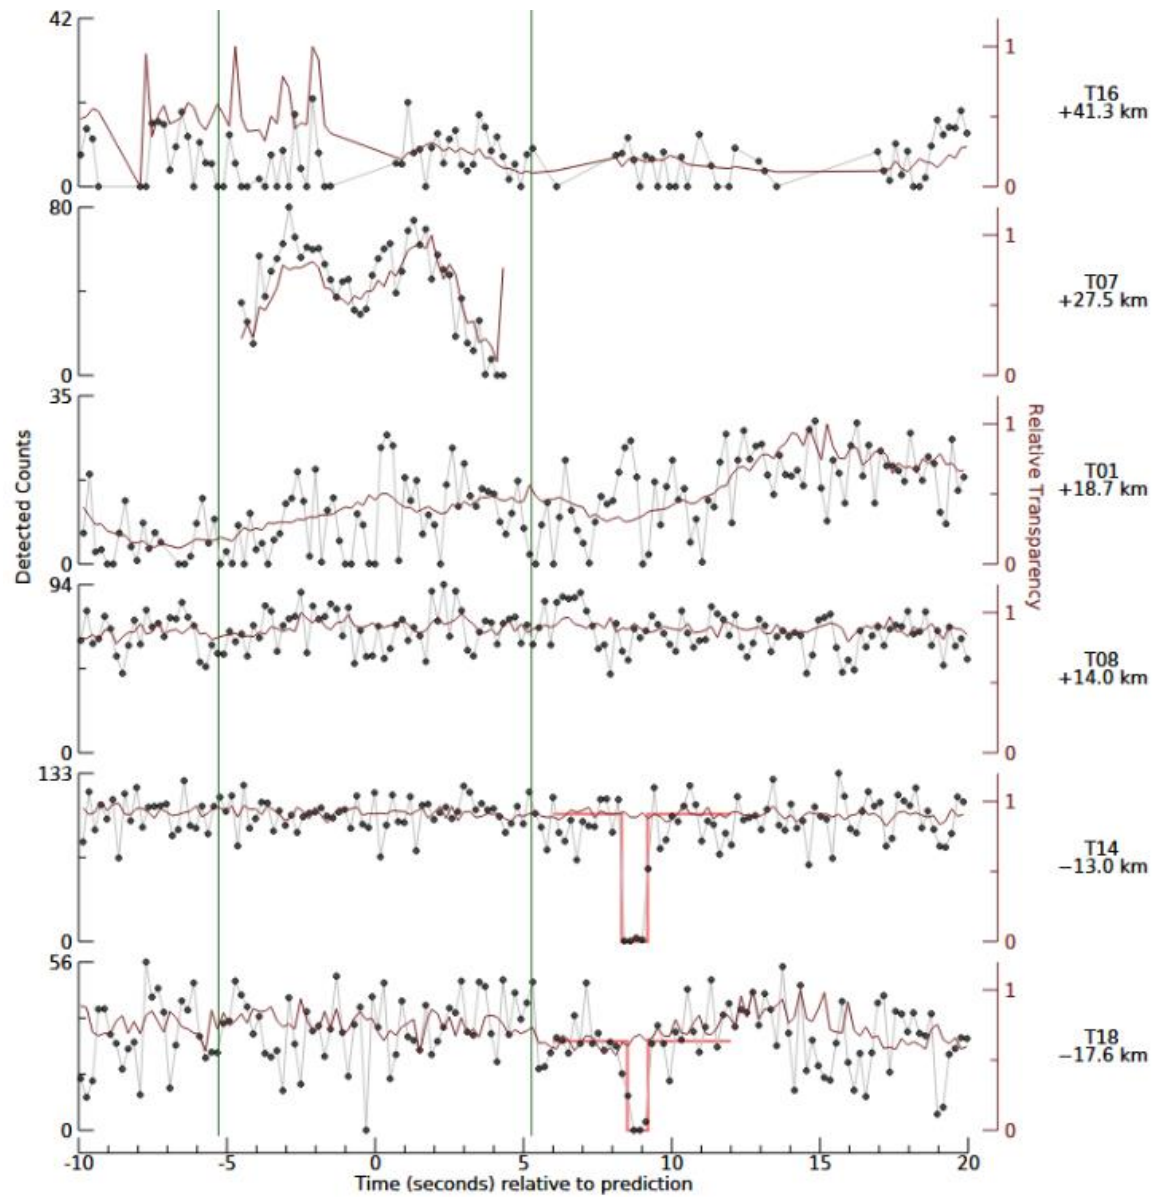 42
0
1
0
T16
+41.3 km
80
0
1
0
T07
+27.5 km
35
0
1
0
T01
+18.7 km
94
0
1
0
T08
+14.0 km
133
0
1
0
T14
−13.0 km
56
0
1
0
T18
−17.6 km
Detected Counts
Relative Transparency
-10 -5 0 5 10 15 20
Time (seconds) relative to prediction